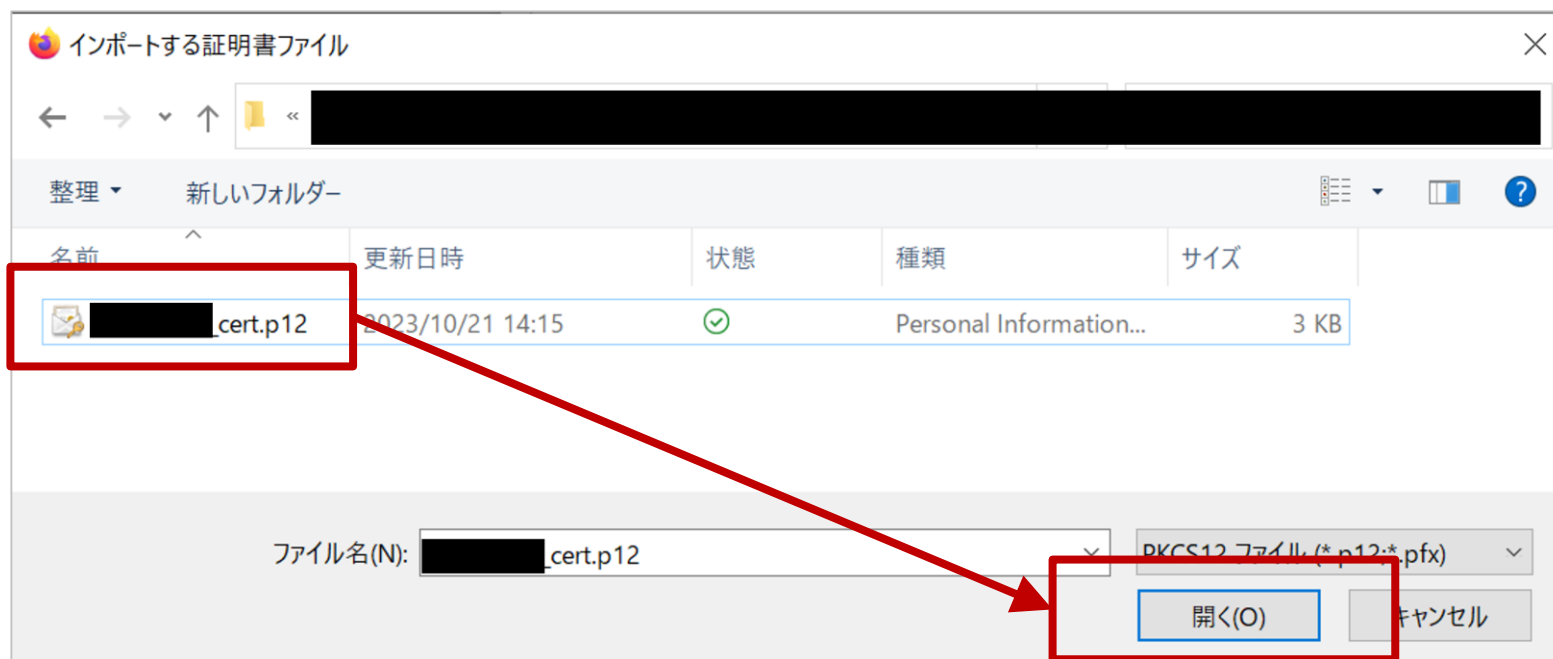 インポートする証明書ファイル
«
整理 新しいフォルダー ?
名前 更新日時 状態 種類 サイズ
_cert.p12 2023/10/21 14:15 Personal Information... 3 KB
ファイル名(N): _cert.p12 PKCS12 ファイル (*.p12;*.pfx)
開く(O) キャンセル